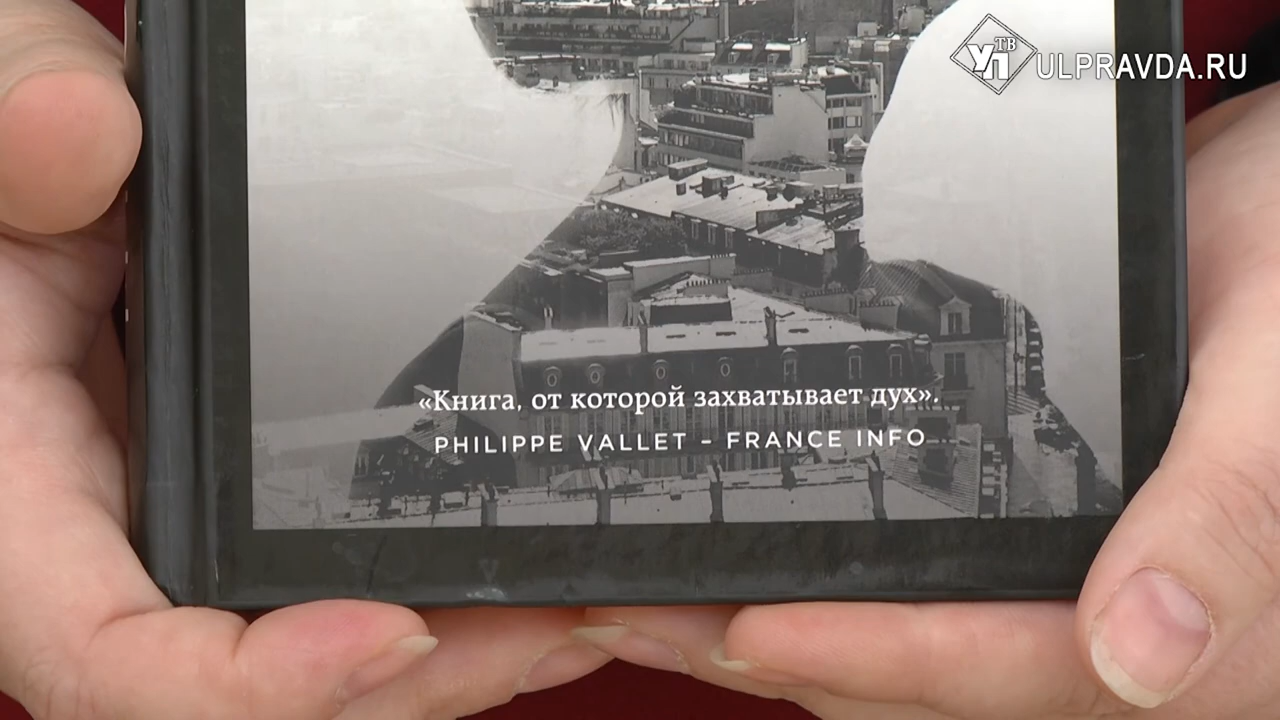 УП ТВ ULPRAVDA.RU
«Книга, от которой захватывает дух».
PHILIPPE VALLET – FRANCE INFO